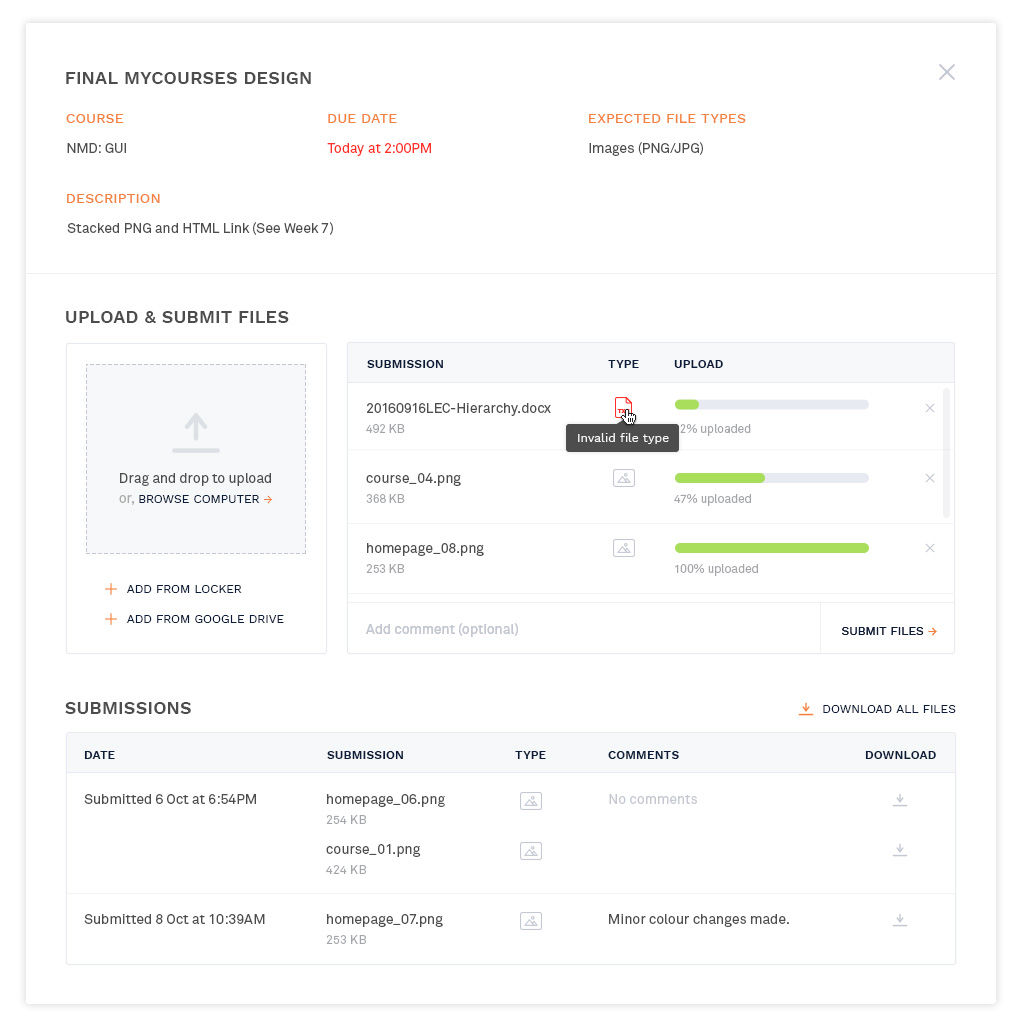 FINAL MYCOURSES DESIGN
COURSE DUE DATE EXPECTED FILE TYPES
NMD: GUI Today at 2:00PM Images (PNG/JPG)
DESCRIPTION
Stacked PNG and HTML Link (See Week 7)
UPLOAD & SUBMIT FILES
Drag and drop to upload
or, BROWSE COMPUTER
ADD FROM LOCKER
ADD FROM GOOGLE DRIVE
SUBMISSION TYPE UPLOAD
20160916LEC-Hierarchy.docx
492 KB 2% uploaded
Invalid file type
course_04.png
368 KB 47% uploaded
homepage_08.png
253 KB 100% uploaded
Add comment (optional) SUBMIT FILES
SUBMISSIONS DOWNLOAD ALL FILES
DATE SUBMISSION TYPE COMMENTS DOWNLOAD
Submitted 6 Oct at 6:54PM homepage_06.png No comments
254 KB
course_01.png
424 KB
Submitted 8 Oct at 10:39AM homepage_07.png Minor colour changes made.
253 KB